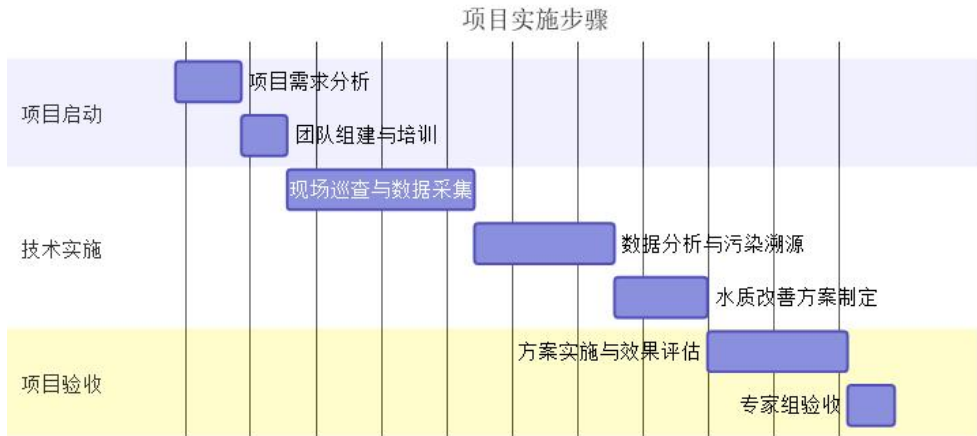 项目实施步骤
项目启动
项目需求分析
团队组建与培训
技术实施
现场巡查与数据采集
数据分析与污染溯源
水质改善方案制定
项目验收
方案实施与效果评估
专家组验收